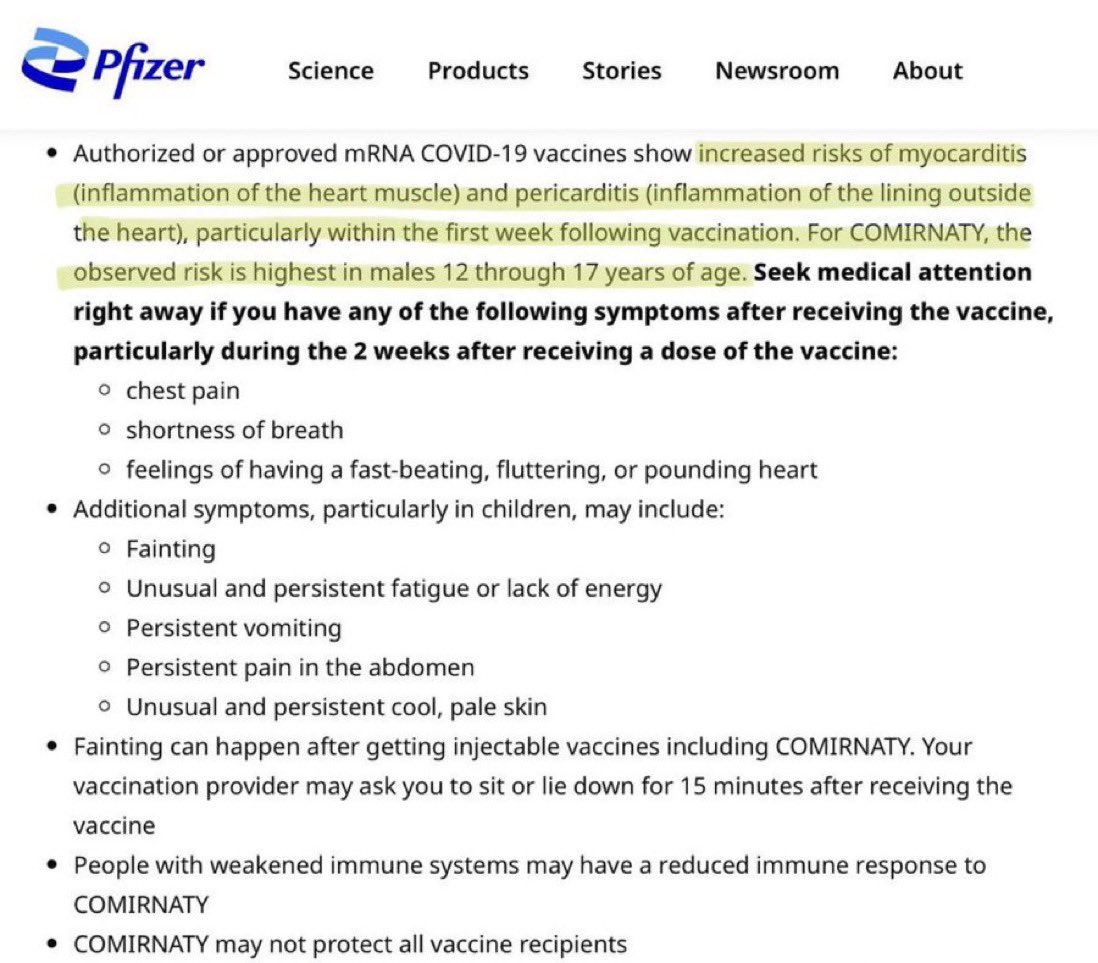 Pfizer Science Products Stories Newsroom About
• Authorized or approved mRNA COVID-19 vaccines show increased risks of myocarditis
(inflammation of the heart muscle) and pericarditis (inflammation of the lining outside
the heart), particularly within the first week following vaccination. For COMIRNATY, the
observed risk is highest in males 12 through 17 years of age. Seek medical attention
right away if you have any of the following symptoms after receiving the vaccine,
particularly during the 2 weeks after receiving a dose of the vaccine:
○ chest pain
○ shortness of breath
○ feelings of having a fast-beating, fluttering, or pounding heart
• Additional symptoms, particularly in children, may include:
○ Fainting
○ Unusual and persistent fatigue or lack of energy
○ Persistent vomiting
○ Persistent pain in the abdomen
○ Unusual and persistent cool, pale skin
• Fainting can happen after getting injectable vaccines including COMIRNATY. Your
vaccination provider may ask you to sit or lie down for 15 minutes after receiving the
vaccine
• People with weakened immune systems may have a reduced immune response to
COMIRNATY
• COMIRNATY may not protect all vaccine recipients